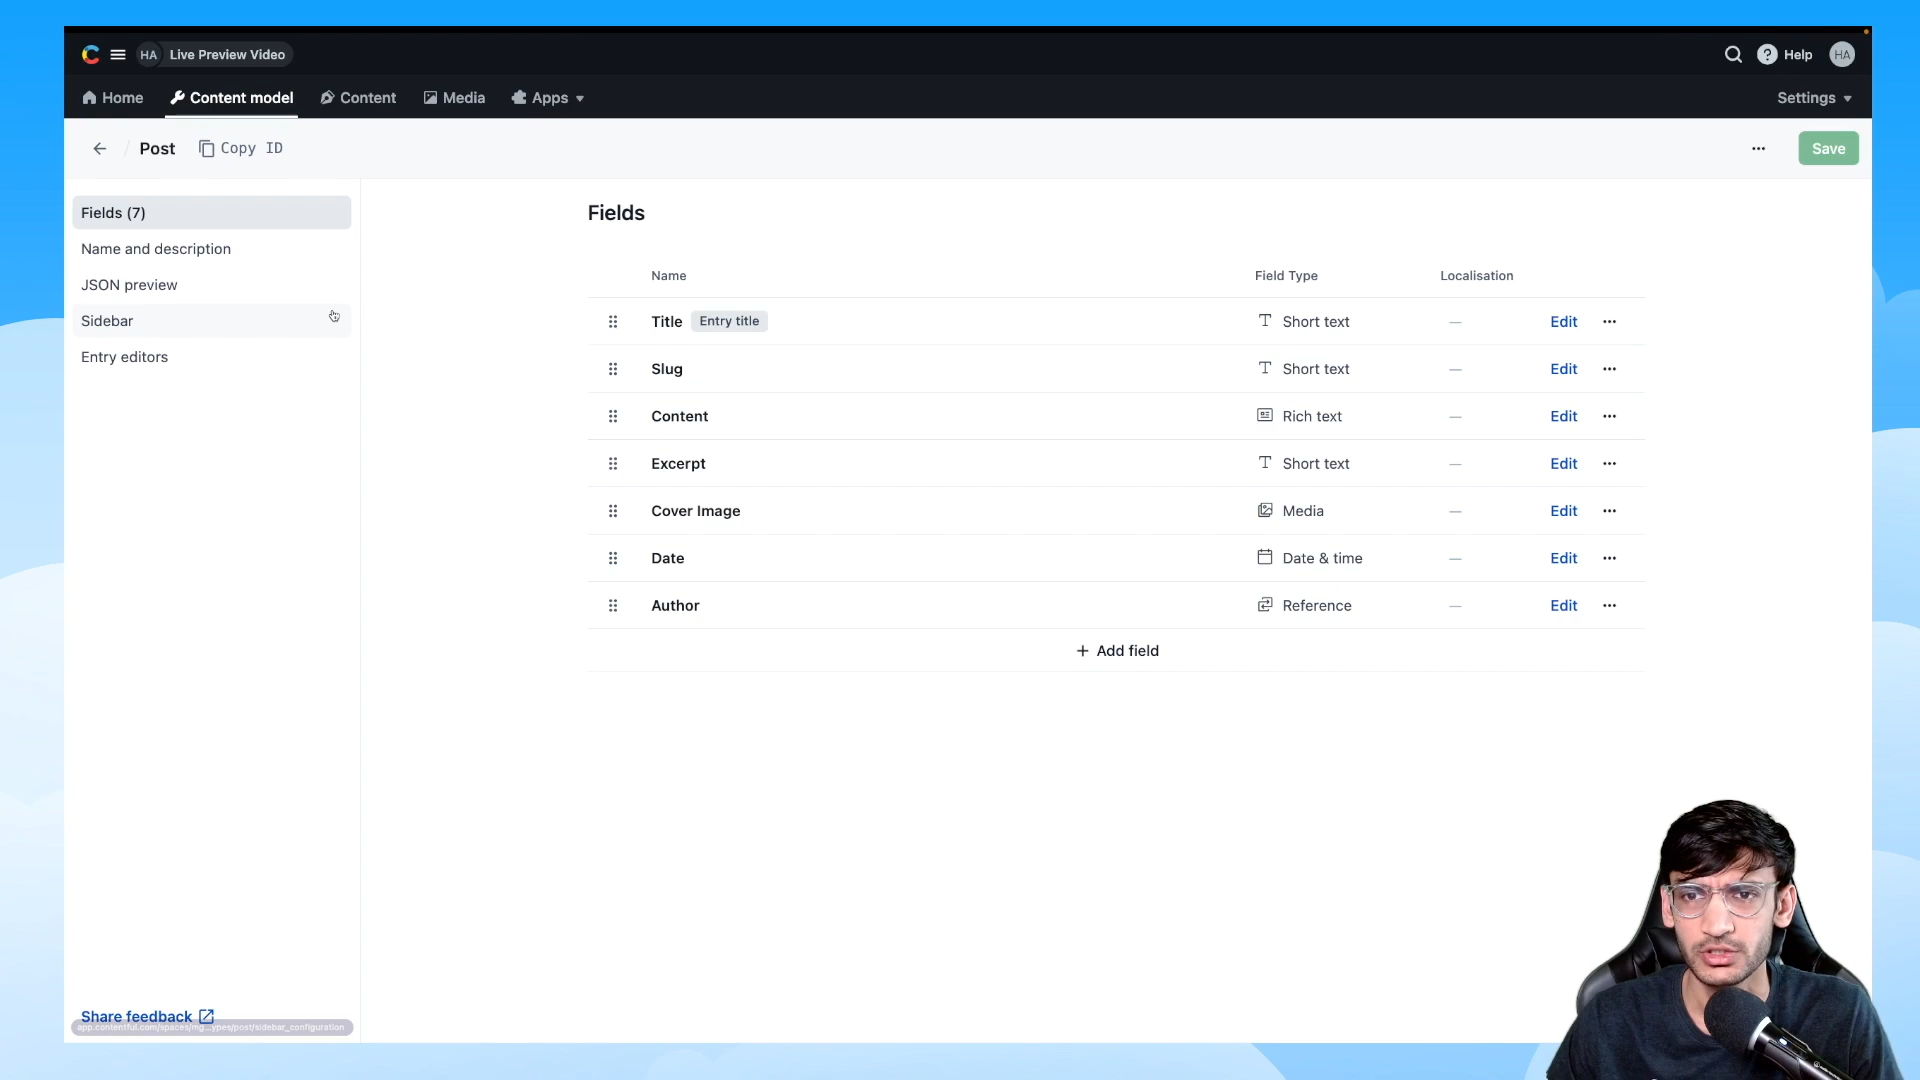 HA Live Preview Video
Help HA
Home Content model Content Media Apps Settings
Post Copy ID Save
Fields (7)
Name and description
JSON preview
Sidebar
Entry editors
Fields
Name Field Type Localisation
Title Entry title Short text — Edit
Slug Short text — Edit
Content Rich text — Edit
Excerpt Short text — Edit
Cover Image Media — Edit
Date Date & time — Edit
Author Reference — Edit
+ Add field
Share feedback
app.contentful.com/spaces/mg...ypes/post/sidebar_configuration